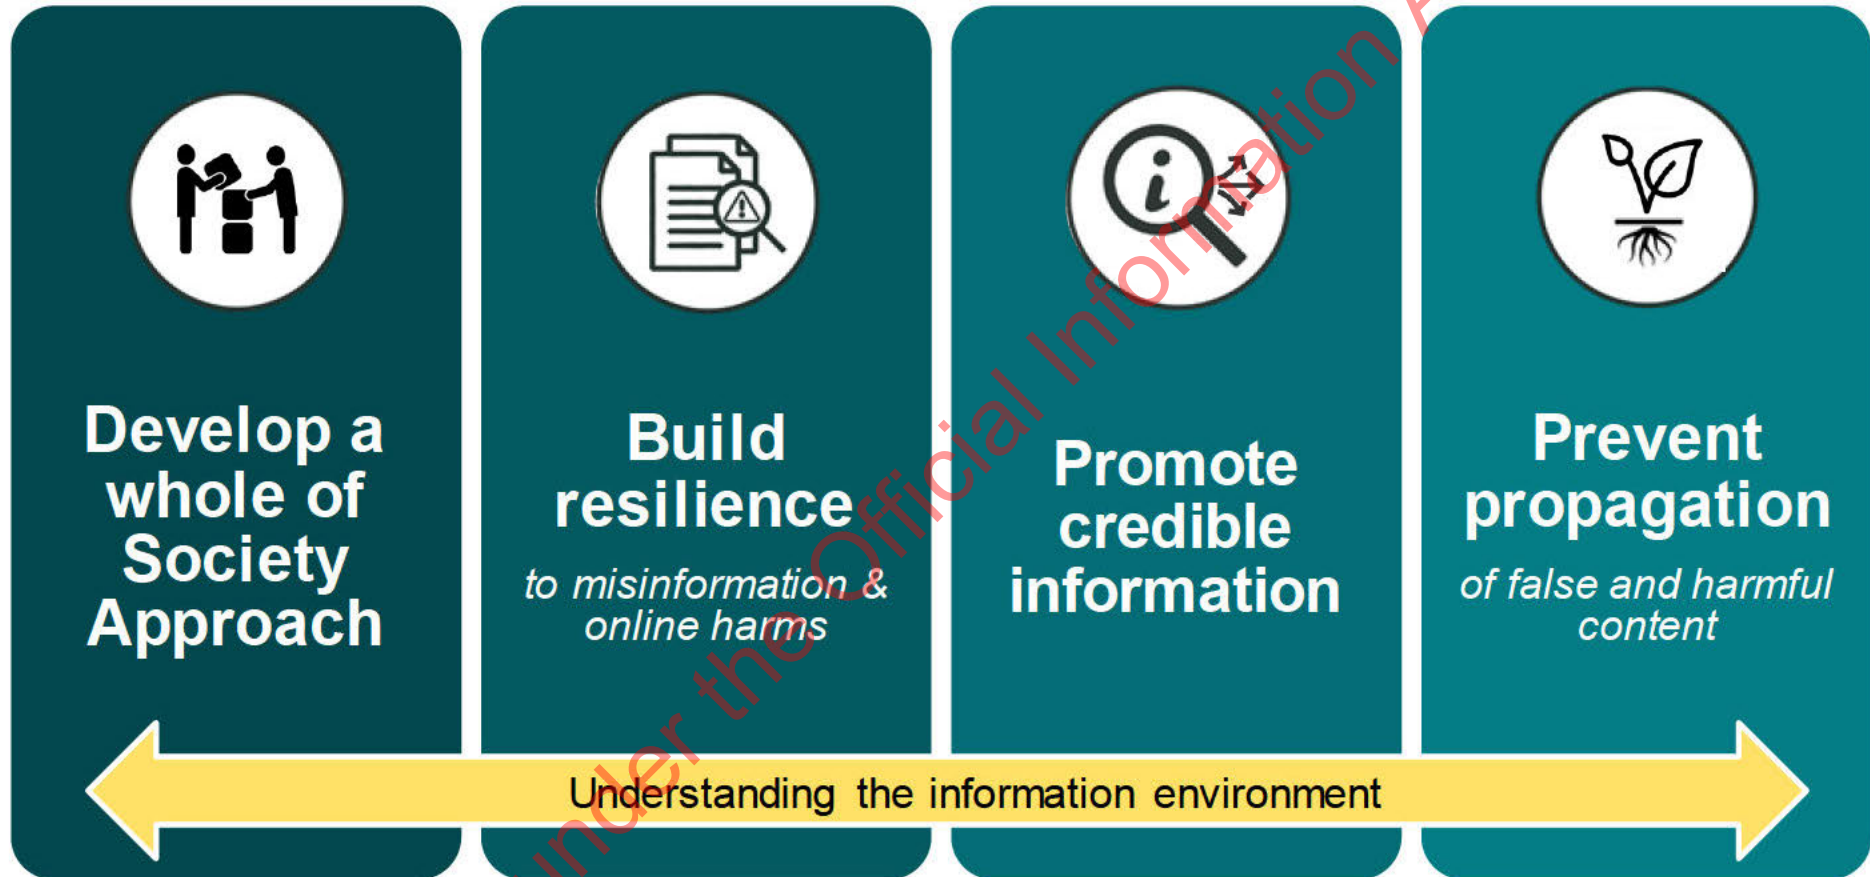 Develop a
whole of
Society
Approach
Build
resilience
to misinformation &
online harms
Promote
credible
information
Prevent
propagation
of false and harmful
content
Understanding the information environment
under the Official Information A